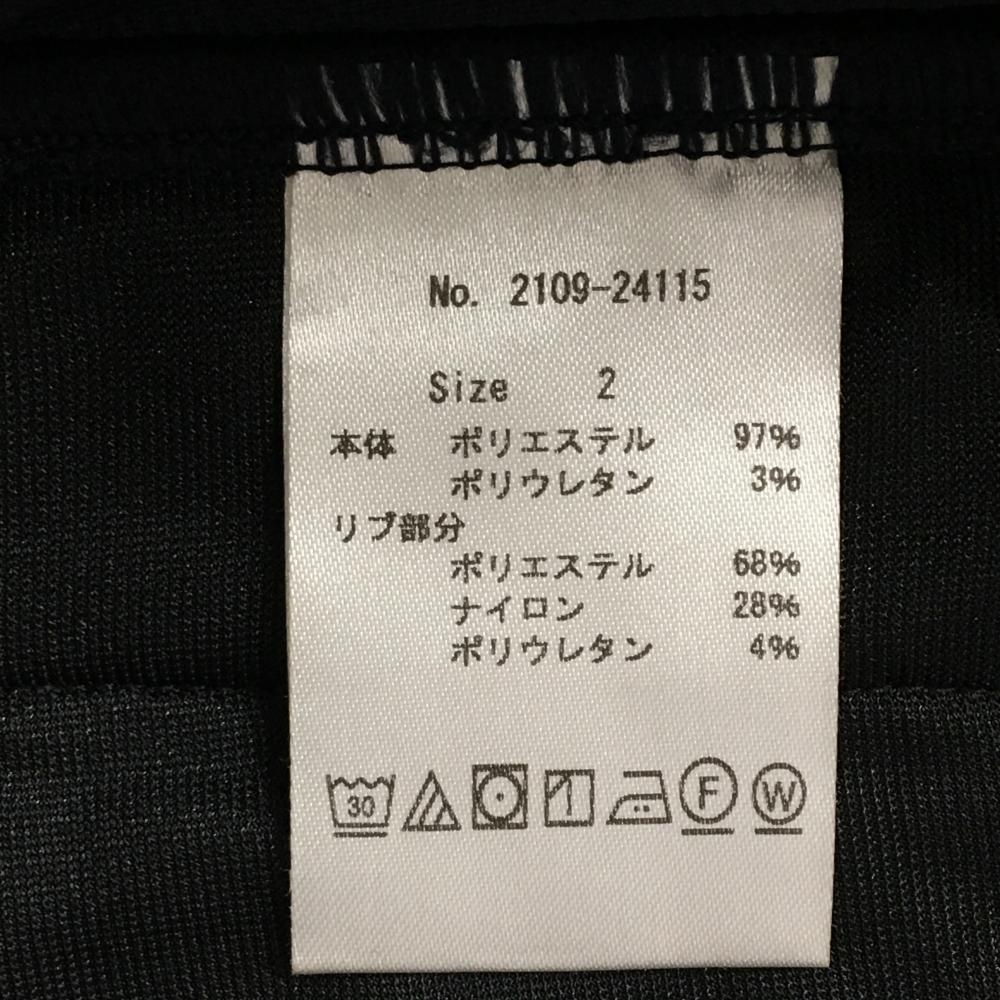 No. 2109-24115
Size 2
本体 ポリエステル 97%
ポリウレタン 3%
リブ部分
ポリエステル 68%
ナイロン 28%
ポリウレタン 4%
30 F W